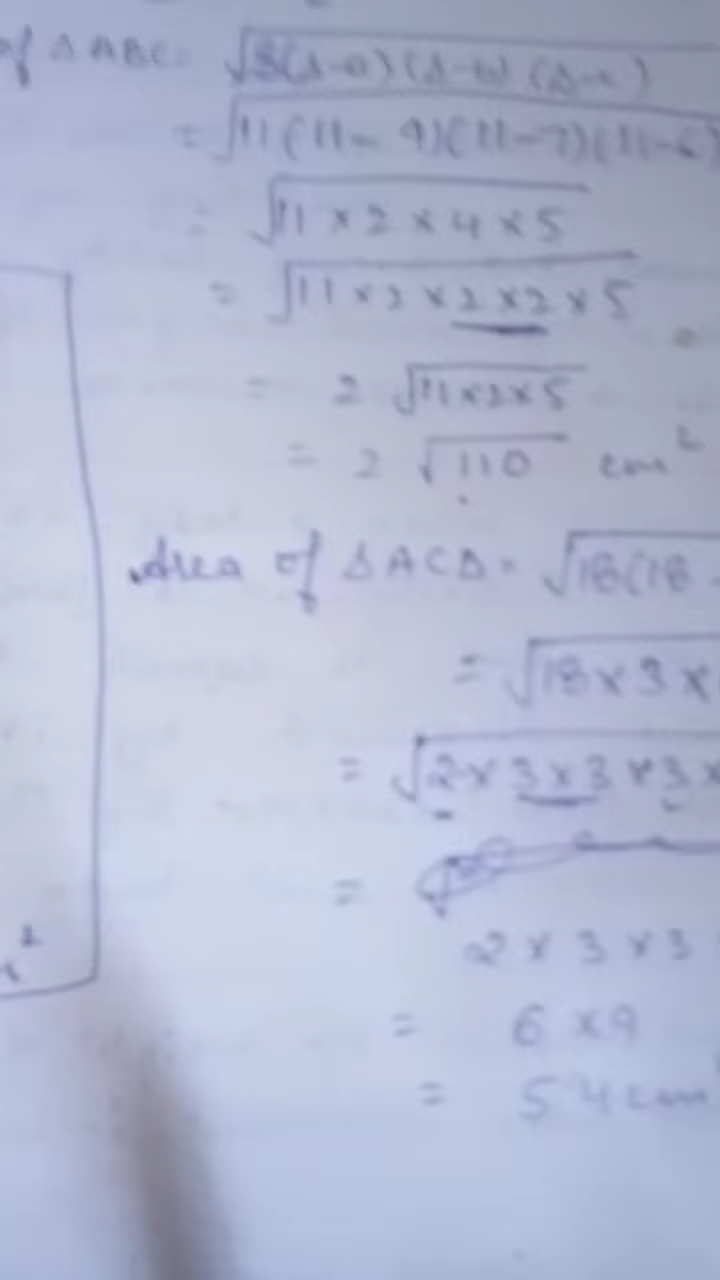 of ΔABC = √S(S-a)(S-b)(S-c)
= √11(11-9)(11-7)(11-6)
= √11 × 2 × 4 × 5
= √11 × 2 × 2 × 2 × 5
= 2 √11×2×5
= 2 √110 cm²
Area of ΔACD = √18(18
= √18 × 3 ×
= √2 × 3 × 3 × 3 ×
=
2 × 3 × 3
= 6 × 9
= 54 cm
2